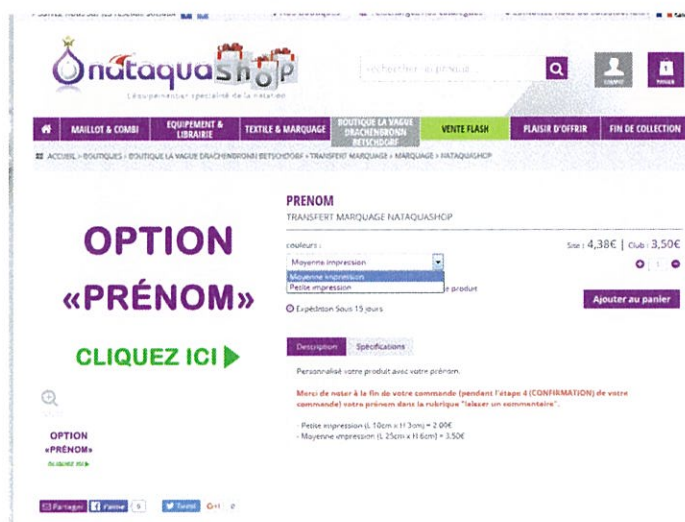 nataquashop
L'équipementier spécialiste de la natation
MAILLOT & COMBI
EQUIPEMENT & LIBRAIRIE
TEXTILE & MARQUAGE
BOUTIQUE LA VAGUE DRACHENBRONN BETSCHDORF
VENTE FLASH
PLAISIR D'OFFRIR
FIN DE COLLECTION
ACCUEIL > BOUTIQUES > BOUTIQUE LA VAGUE DRACHENBRONN BETSCHDORF > TRANSFERT MARQUAGE > MARQUAGE > NATAQUASHOP
PRENOM
TRANSFERT MARQUAGE NATAQUASHOP
couleurs :
Site : 4,38€ | Club : 3,50€
Moyenne impression
Moyenne impression
Petite impression
produit
1
Expédition Sous 15 jours
Ajouter au panier
OPTION
«PRÉNOM»
CLIQUEZ ICI
Description
Spécifications
Personnalisé votre produit avec votre prénom.
Merci de noter à la fin de votre commande (pendant l'étape 4 (CONFIRMATION) de votre
commande) votre prénom dans la rubrique "laissez un commentaire".
- Petite impression (L 10cm x H 3cm) = 2.00€
- Moyenne impression (L 25cm x H 6cm) = 3.50€
OPTION
«PRÉNOM»
CLIQUEZ ICI
Partager
J'aime
Tweet
G+1
0